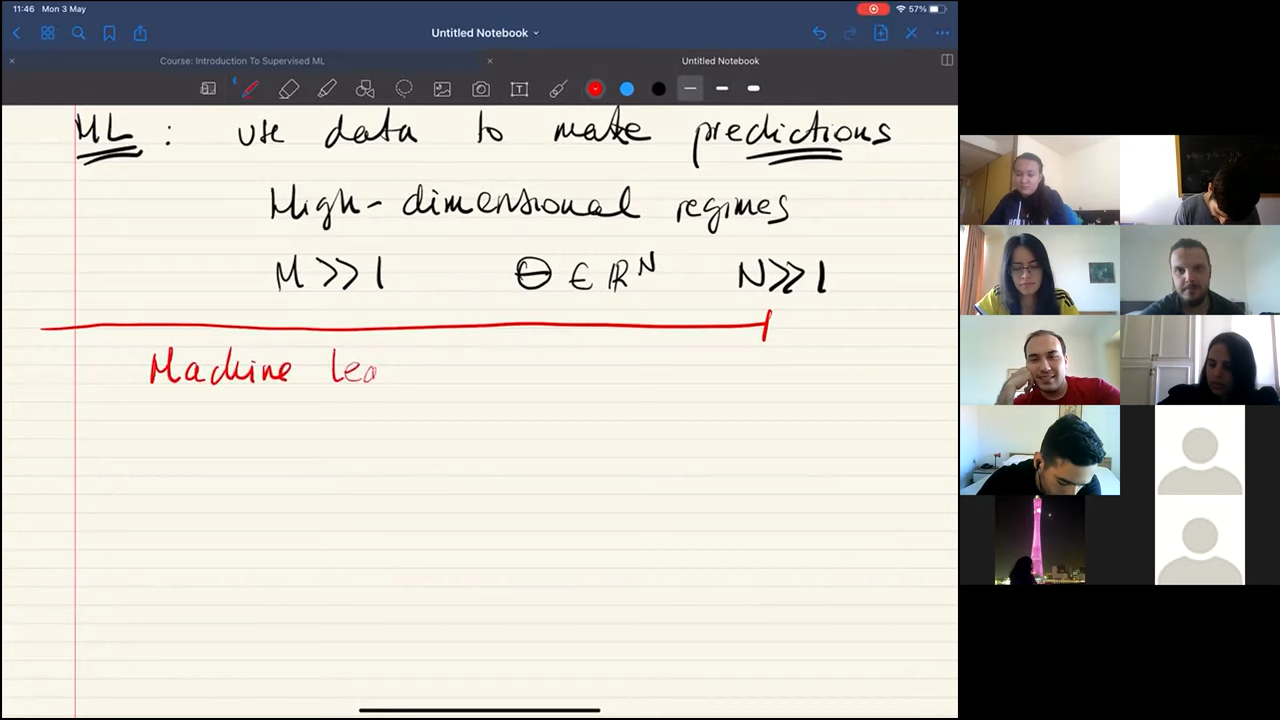 11:46 Mon 3 May
57%
Untitled Notebook
Course: Introduction To Supervised ML
Untitled Notebook
ML : use data to make predictions
High-dimensional regimes
M >> 1 Θ ∈ ℝᴺ N >> 1
Machine lea